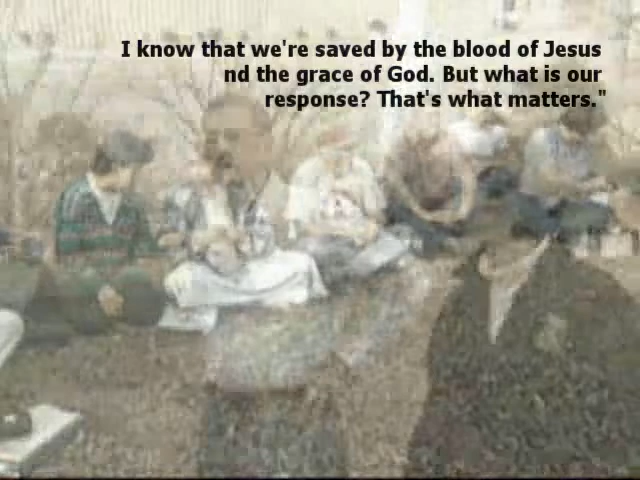 I know that we're saved by the blood of Jesus
nd the grace of God. But what is our
response? That's what matters."